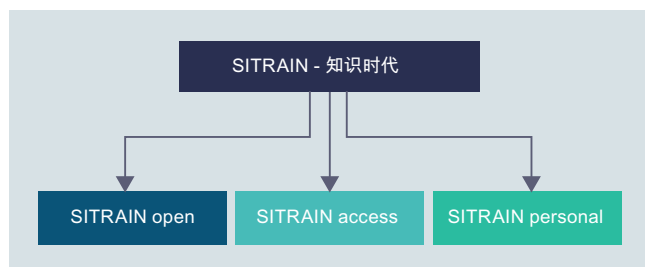 SITRAIN - 知识时代
SITRAIN open
SITRAIN access
SITRAIN personal